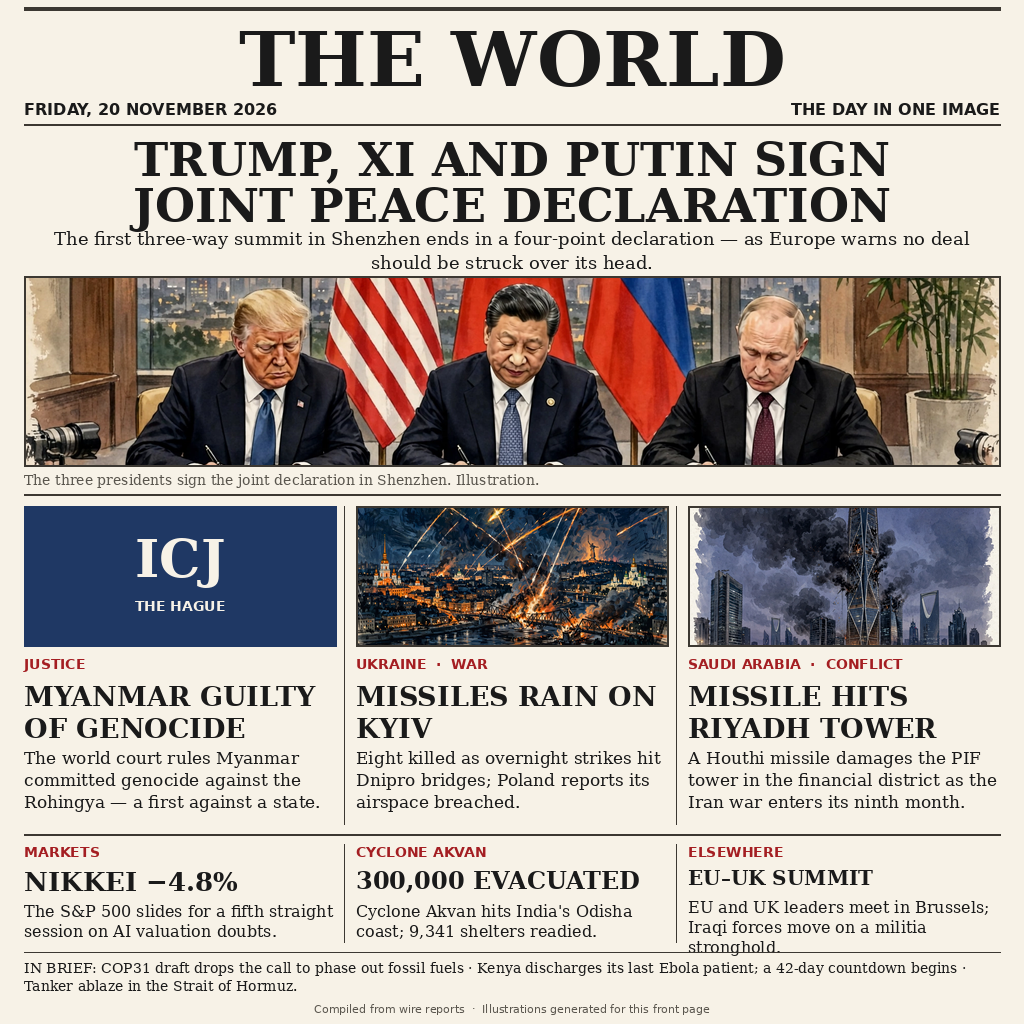 THE WORLD
FRIDAY, 20 NOVEMBER 2026
THE DAY IN ONE IMAGE
TRUMP, XI AND PUTIN SIGN
JOINT PEACE DECLARATION
The first three-way summit in Shenzhen ends in a four-point declaration — as Europe warns no deal
should be struck over its head.
The three presidents sign the joint declaration in Shenzhen. Illustration.
ICJ
THE HAGUE
JUSTICE
MYANMAR GUILTY
OF GENOCIDE
The world court rules Myanmar
committed genocide against the
Rohingya — a first against a state.
UKRAINE · WAR
MISSILES RAIN ON
KYIV
Eight killed as overnight strikes hit
Dnipro bridges; Poland reports its
airspace breached.
SAUDI ARABIA · CONFLICT
MISSILE HITS
RIYADH TOWER
A Houthi missile damages the PIF
tower in the financial district as the
Iran war enters its ninth month.
MARKETS
NIKKEI −4.8%
The S&P 500 slides for a fifth straight
session on AI valuation doubts.
CYCLONE AKVAN
300,000 EVACUATED
Cyclone Akvan hits India's Odisha
coast; 9,341 shelters readied.
ELSEWHERE
EU–UK SUMMIT
EU and UK leaders meet in Brussels;
Iraqi forces move on a militia
stronghold.
IN BRIEF: COP31 draft drops the call to phase out fossil fuels · Kenya discharges its last Ebola patient; a 42-day countdown begins ·
Tanker ablaze in the Strait of Hormuz.
Compiled from wire reports · Illustrations generated for this front page